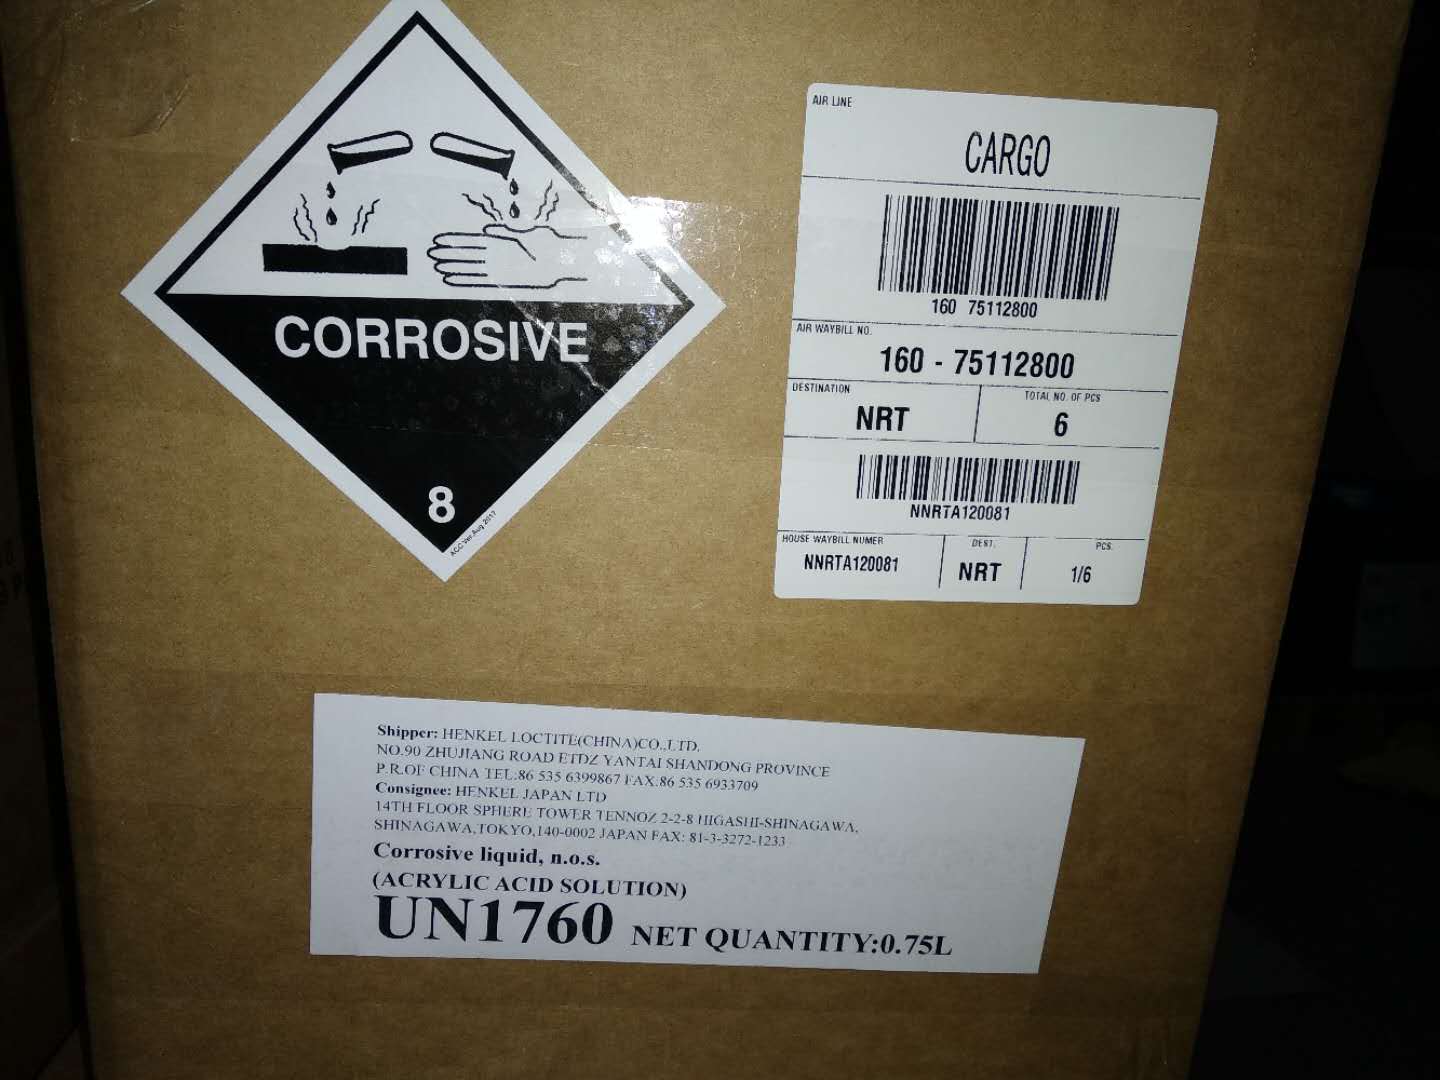 CORROSIVE
8
ACC Ver.Aug 2017
AIR LINE
CARGO
160 75112800
AIR WAYBILL NO.
160 - 75112800
DESTINATION
NRT
TOTAL NO. OF PCS
6
NNRTA120081
HOUSE WAYBILL NUMER
NNRTA120081
DEST.
NRT
PCS.
1/6
Shipper: HENKEL LOCTITE(CHINA)CO.,LTD.
NO.90 ZHUJIANG ROAD ETDZ YANTAI SHANDONG PROVINCE
P.R.OF CHINA TEL:86 535 6399867 FAX.86 535 6933709
Consignee: HENKEL JAPAN LTD
14TH FLOOR SPHERE TOWER TENNOZ 2-2-8 HIGASHI-SHINAGAWA,
SHINAGAWA,TOKYO,140-0002 JAPAN FAX: 81-3-3272-1233
Corrosive liquid, n.o.s.
(ACRYLIC ACID SOLUTION)
UN1760 NET QUANTITY:0.75L